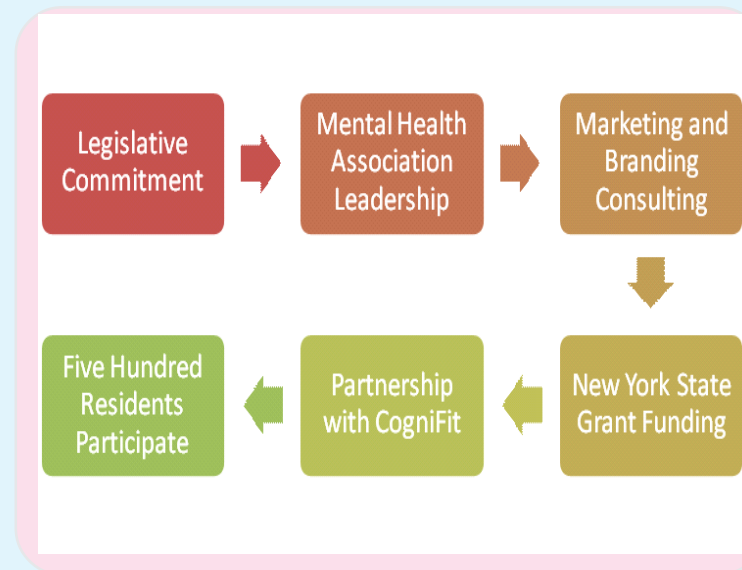 Legislative
Commitment
Mental Health
Association
Leadership
Marketing and
Branding
Consulting
New York State
Grant Funding
Partnership
with CogniFit
Five Hundred
Residents
Participate